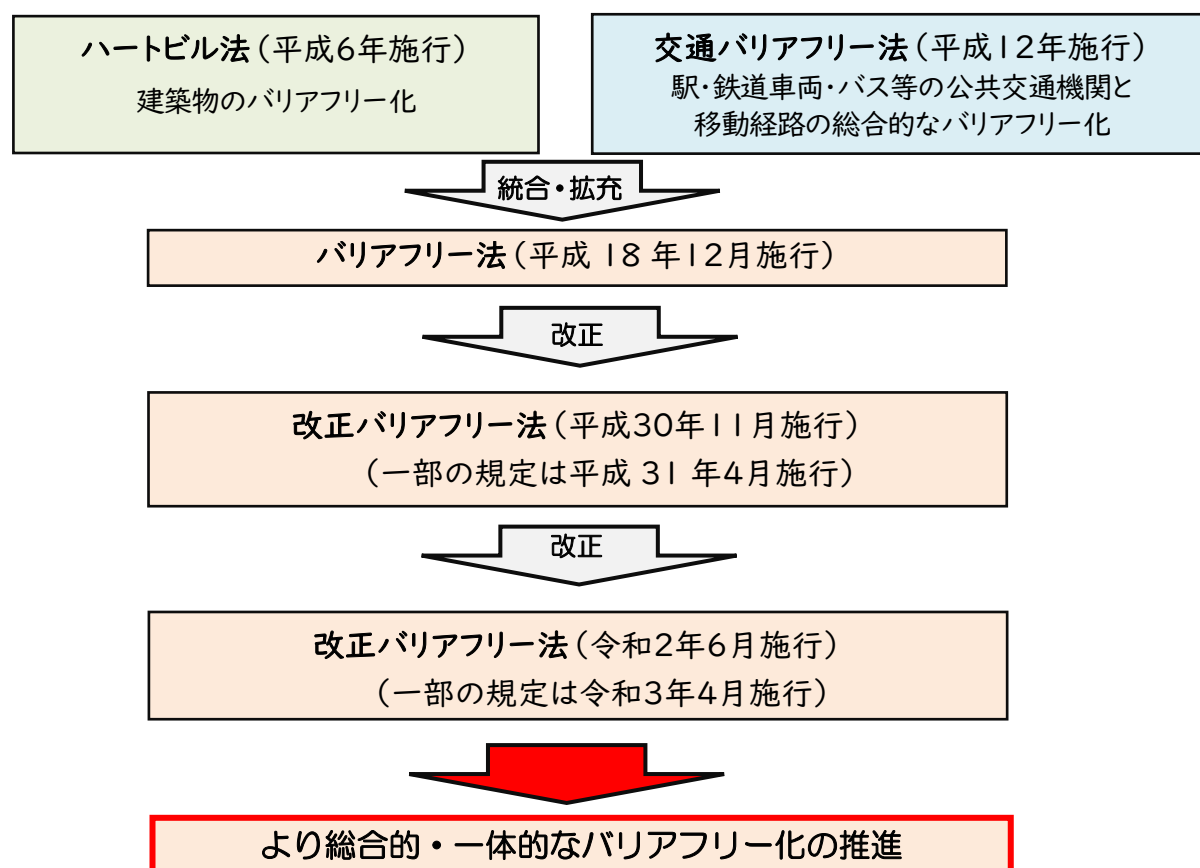 ハートビル法（平成6年施行）
建築物のバリアフリー化
交通バリアフリー法（平成12年施行）
駅・鉄道車両・バス等の公共交通機関と
移動経路の総合的なバリアフリー化
統合・拡充
バリアフリー法（平成 18 年12月施行）
改正
改正バリアフリー法（平成30年11月施行）
（一部の規定は平成 31 年4月施行）
改正
改正バリアフリー法（令和2年6月施行）
（一部の規定は令和3年4月施行）
より総合的・一体的なバリアフリー化の推進